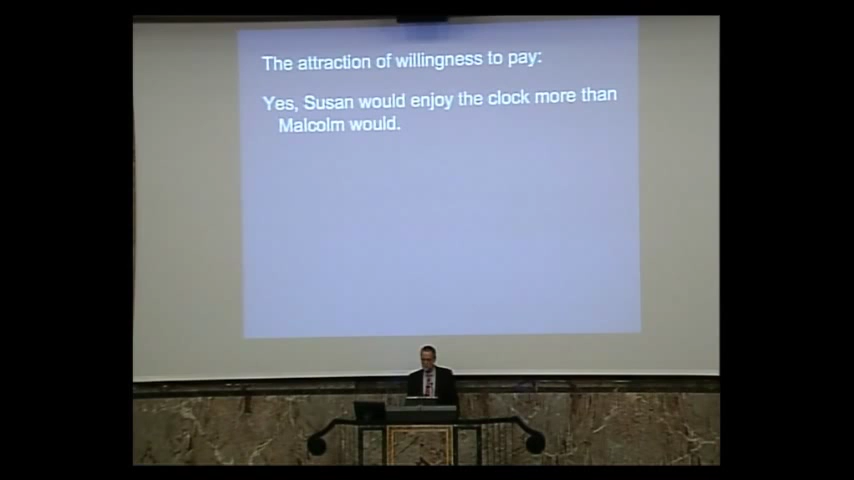 The attraction of willingness to pay:
Yes, Susan would enjoy the clock more than
Malcolm would.